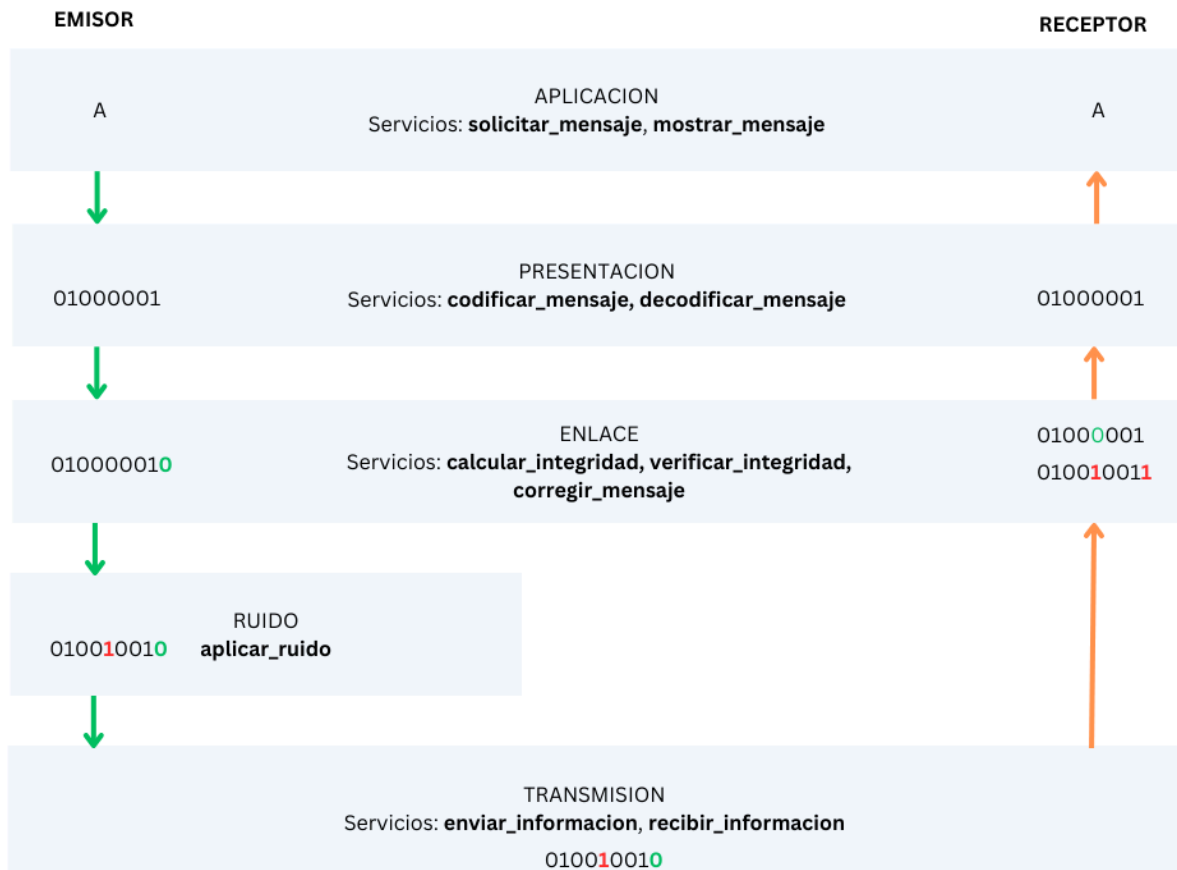 EMISOR
RECEPTOR
A
APLICACION
Servicios: solicitar_mensaje, mostrar_mensaje
A
01000001
PRESENTACION
Servicios: codificar_mensaje, decodificar_mensaje
01000001
010000010
ENLACE
Servicios: calcular_integridad, verificar_integridad,
corregir_mensaje
01000001
010010011
RUIDO
010010010
aplicar_ruido
TRANSMISION
Servicios: enviar_informacion, recibir_informacion
010010010